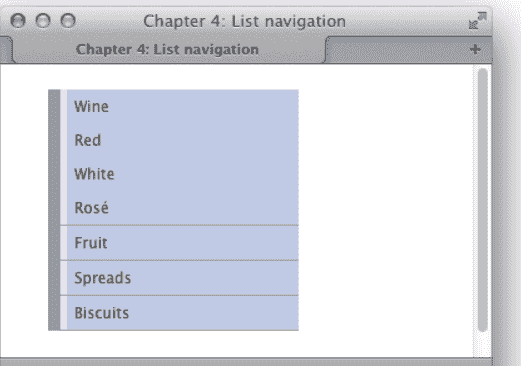 Chapter 4: List navigation
Chapter 4: List navigation
Wine
Red
White
Rosé
Fruit
Spreads
Biscuits